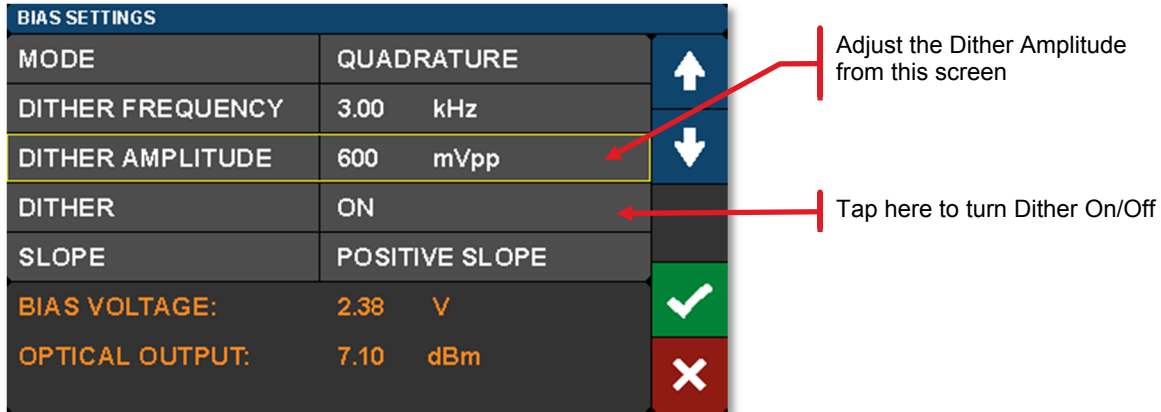 BIAS SETTINGS
MODE QUADRATURE
DITHER FREQUENCY 3.00 kHz
DITHER AMPLITUDE 600 mVpp
DITHER ON
SLOPE POSITIVE SLOPE
BIAS VOLTAGE: 2.38 V
OPTICAL OUTPUT: 7.10 dBm
Adjust the Dither Amplitude
from this screen
Tap here to turn Dither On/Off